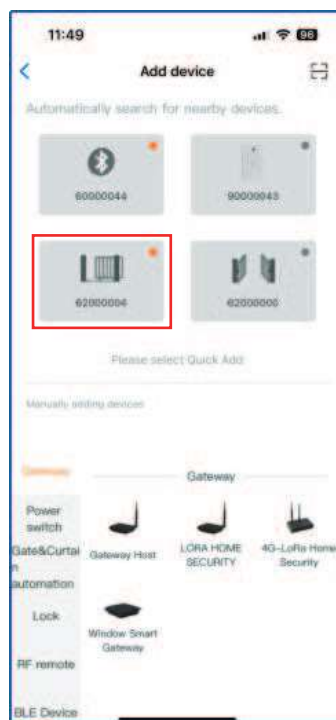 11:49
96
Add device
Automatically search for nearby devices.
60000044
90000043
62000006
62000000
Please select Quick Add
Manually adding devices
Gateway
Gateway
Power
switch
Gate&Curtai
n
automation
Lock
RF remote
BLE Device
Gateway Host
LORA HOME
SECURITY
4G-LoRa Home
Security
Window Smart
Gateway